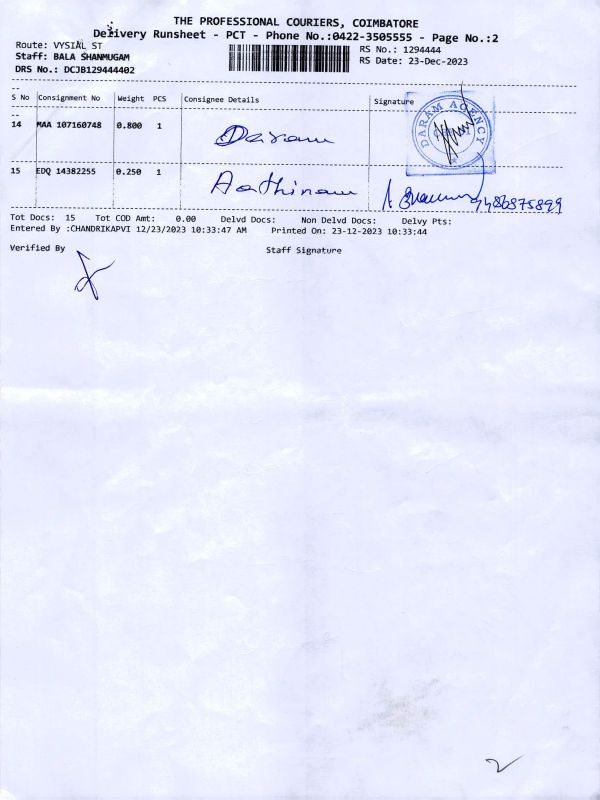 THE PROFESSIONAL COURIERS, COIMBATORE
Delivery Runsheet - PCT - Phone No.:0422-3505555 - Page No.:2
Route: VYSIAL ST
RS No.: 1294444
Staff: BALA SHANMUGAM
RS Date: 23-Dec-2023
DRS No.: DCJB129444402
S No Consignment No Weight PCS Consignee Details Signature
14 MAA 107160748 0.800 1 Daram
DARAM AGENCY
15 EDQ 14382255 0.250 1 Aathinam
Tot Docs: 15 Tot COD Amt: 0.00 Delvd Docs: Non Delvd Docs: Delvy Pts:
Entered By :CHANDRIKAPVI 12/23/2023 10:33:47 AM Printed On: 23-12-2023 10:33:44
Verified By Staff Signature
2